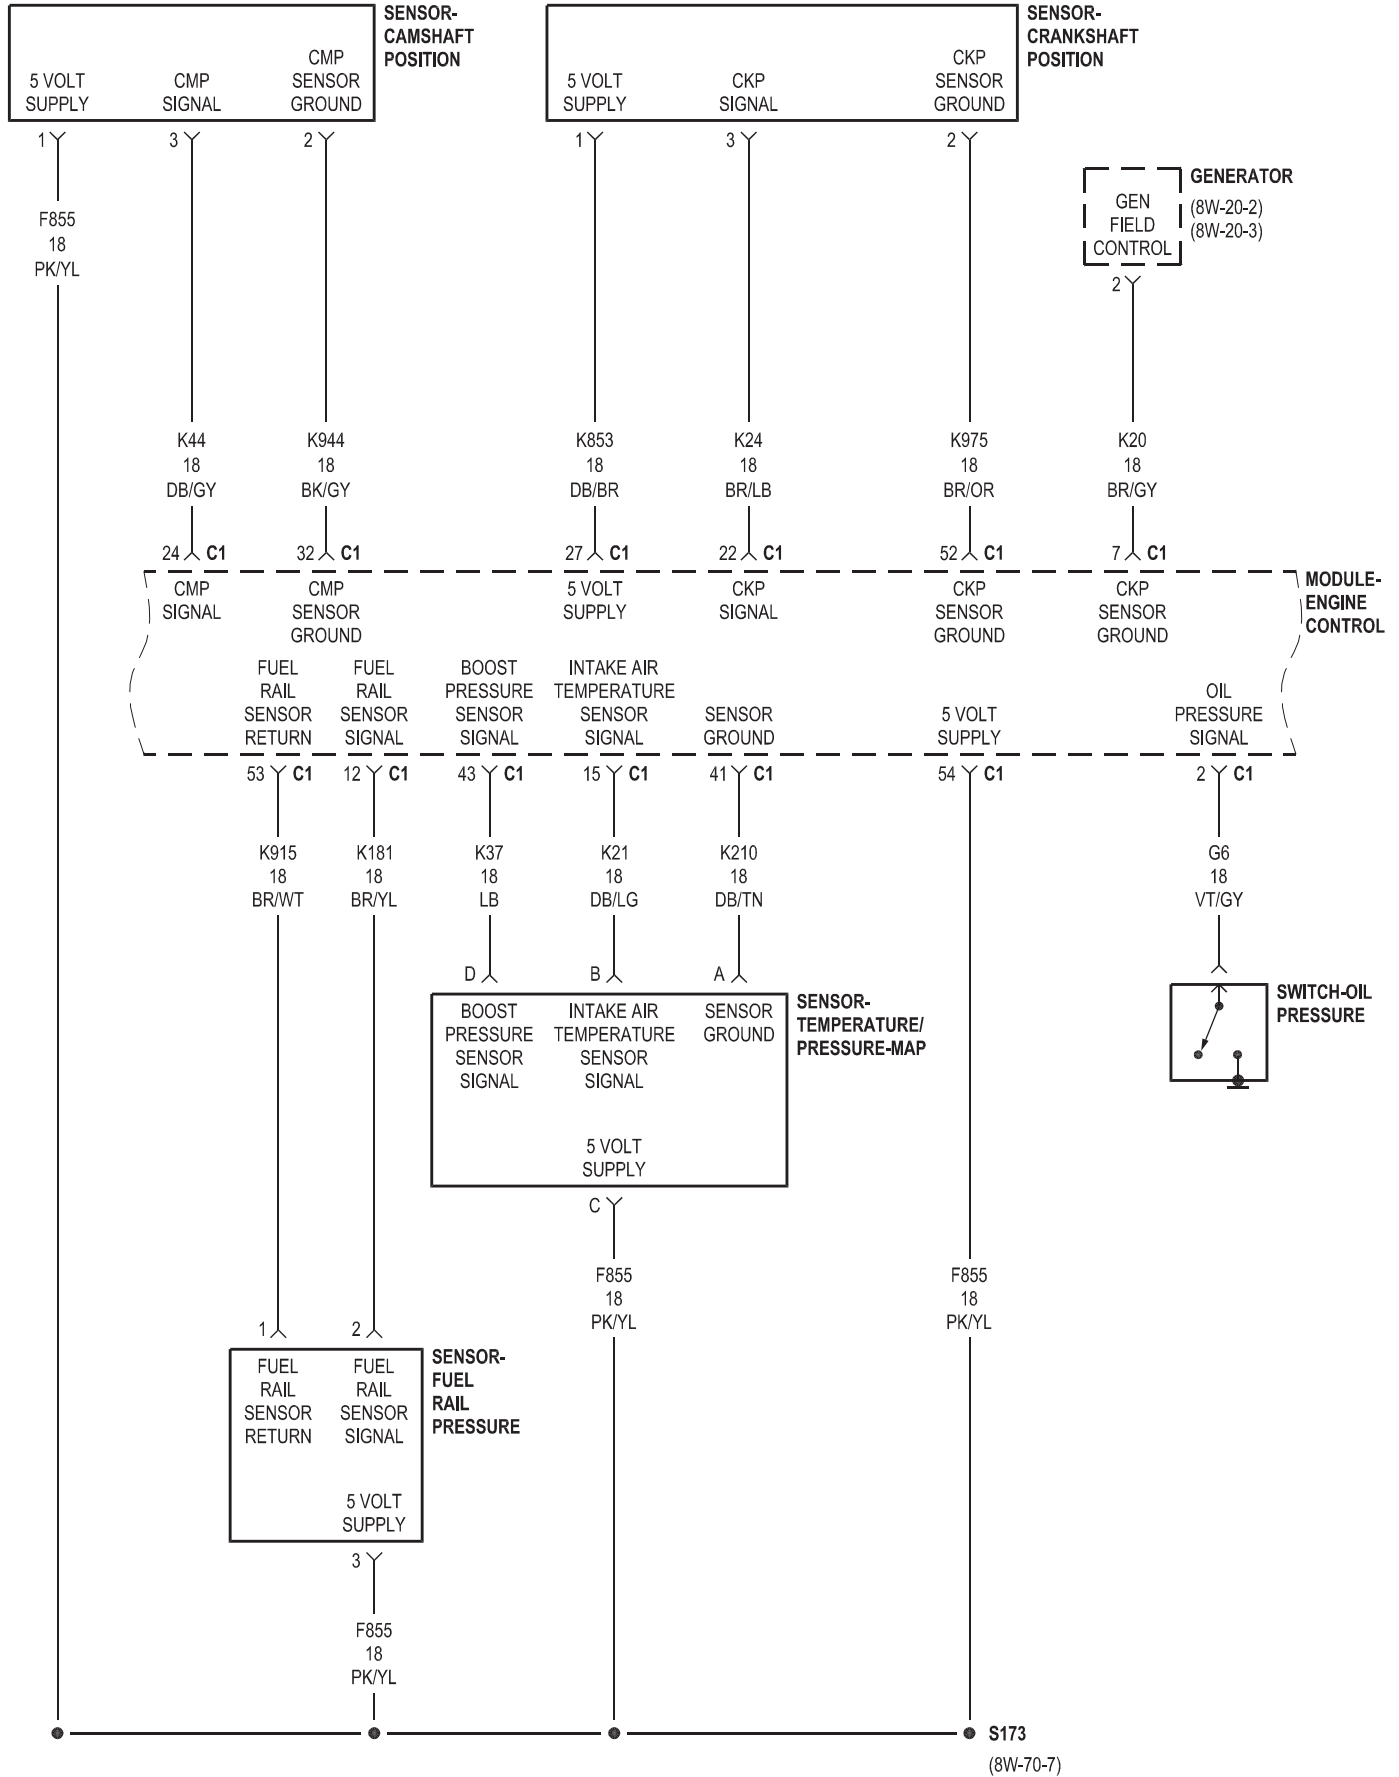 SENSOR-
CAMSHAFT
POSITION
5 VOLT
SUPPLY
CMP
SIGNAL
CMP
SENSOR
GROUND
1
3
2
SENSOR-
CRANKSHAFT
POSITION
5 VOLT
SUPPLY
CKP
SIGNAL
CKP
SENSOR
GROUND
1
3
2
GENERATOR
(8W-20-2)
(8W-20-3)
GEN
FIELD
CONTROL
2
F855
18
PK/YL
K44
18
DB/GY
K944
18
BK/GY
K853
18
DB/BR
K24
18
BR/LB
K975
18
BR/OR
K20
18
BR/GY
24 C1
32 C1
27 C1
22 C1
52 C1
7 C1
MODULE-
ENGINE
CONTROL
CMP
SIGNAL
CMP
SENSOR
GROUND
5 VOLT
SUPPLY
CKP
SIGNAL
CKP
SENSOR
GROUND
CKP
SENSOR
GROUND
FUEL
RAIL
SENSOR
RETURN
FUEL
RAIL
SENSOR
SIGNAL
BOOST
PRESSURE
SENSOR
SIGNAL
INTAKE AIR
TEMPERATURE
SENSOR
SIGNAL
SENSOR
GROUND
5 VOLT
SUPPLY
OIL
PRESSURE
SIGNAL
53 C1
12 C1
43 C1
15 C1
41 C1
54 C1
2 C1
K915
18
BR/WT
K181
18
BR/YL
K37
18
LB
K21
18
DB/LG
K210
18
DB/TN
G6
18
VT/GY
D
B
A
SENSOR-
TEMPERATURE/
PRESSURE-MAP
BOOST
PRESSURE
SENSOR
SIGNAL
INTAKE AIR
TEMPERATURE
SENSOR
SIGNAL
SENSOR
GROUND
5 VOLT
SUPPLY
C
SWITCH-OIL
PRESSURE
F855
18
PK/YL
F855
18
PK/YL
1
2
SENSOR-
FUEL
RAIL
PRESSURE
FUEL
RAIL
SENSOR
RETURN
FUEL
RAIL
SENSOR
SIGNAL
5 VOLT
SUPPLY
3
F855
18
PK/YL
S173
(8W-70-7)